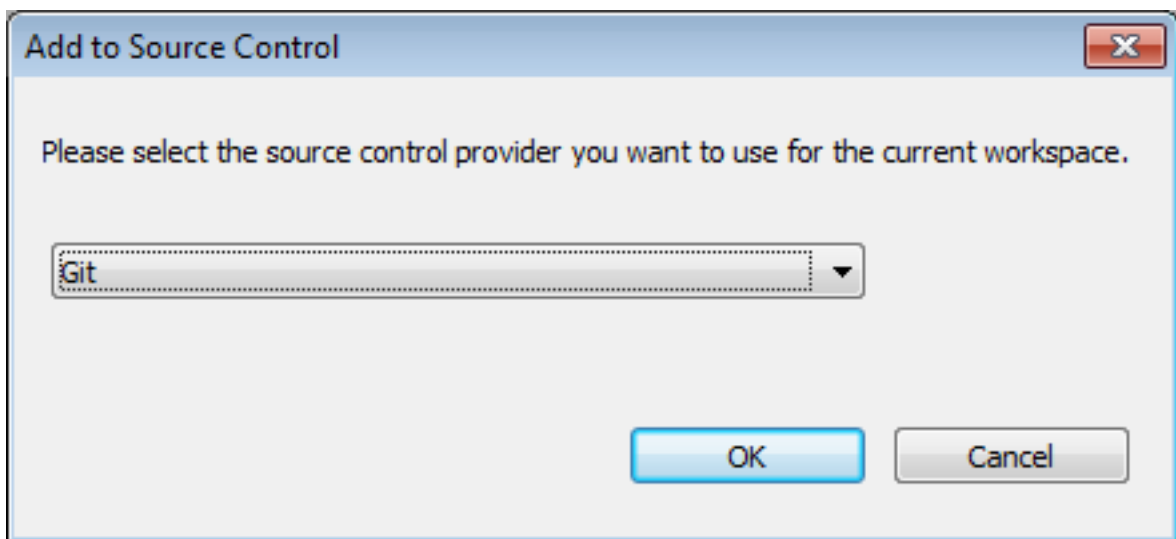 Add to Source Control
Please select the source control provider you want to use for the current workspace.
Git
OK
Cancel